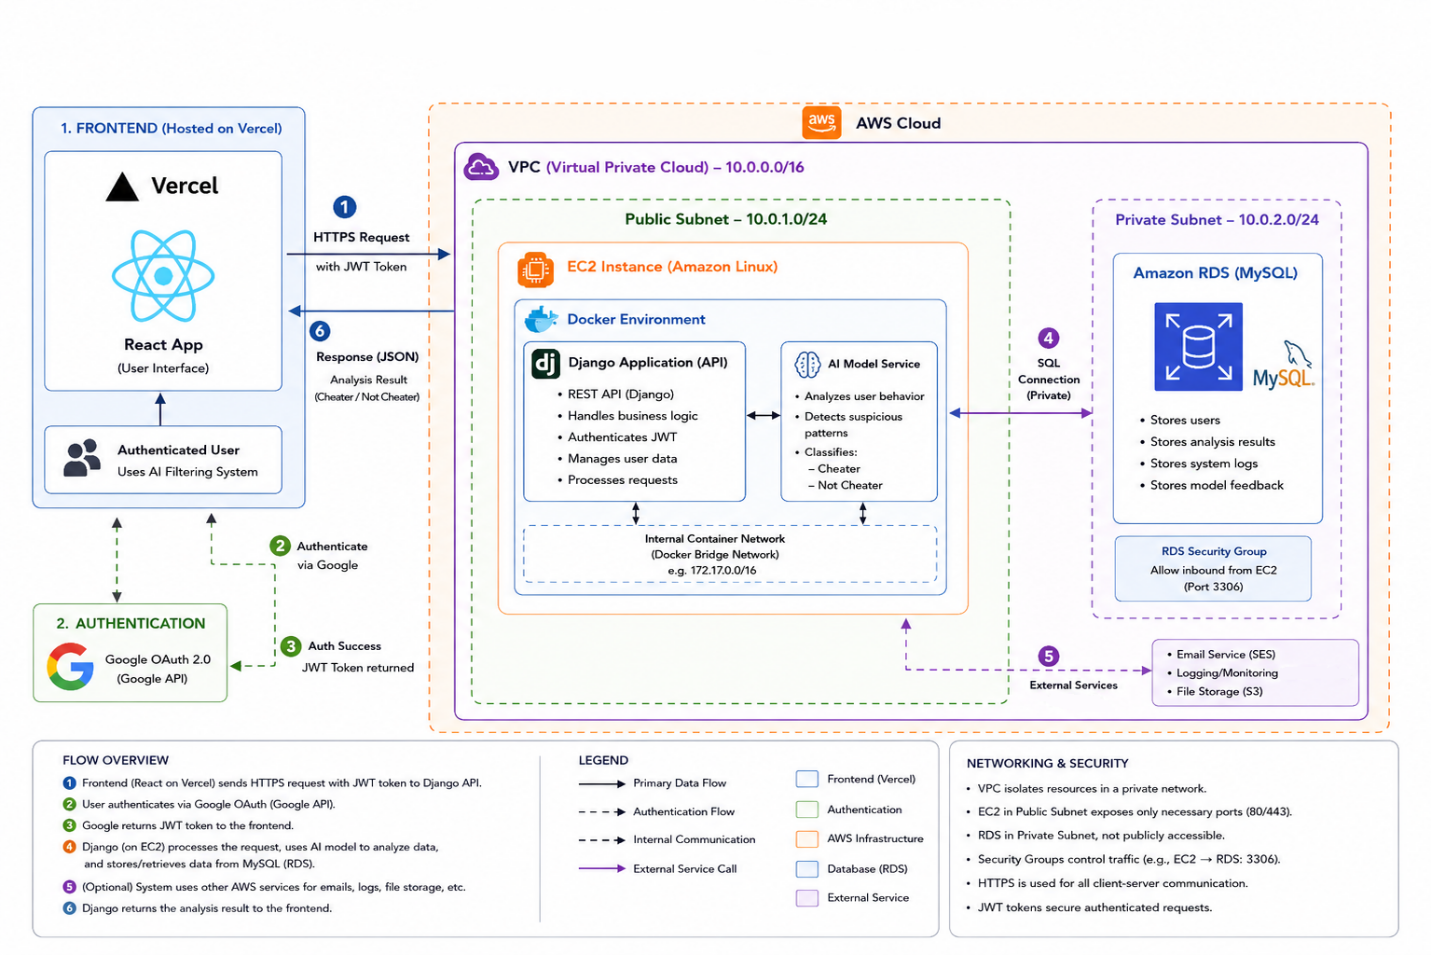 aws
AWS Cloud
1. FRONTEND (Hosted on Vercel)
Vercel
React App
(User Interface)
Authenticated User
Uses AI Filtering System
1
HTTPS Request
with JWT Token
6
Response (JSON)
Analysis Result
(Cheater / Not Cheater)
2
Authenticate
via Google
3
Auth Success
JWT Token returned
2. AUTHENTICATION
Google OAuth 2.0
(Google API)
VPC (Virtual Private Cloud) – 10.0.0.0/16
Public Subnet – 10.0.1.0/24
EC2 Instance (Amazon Linux)
Docker Environment
dj
Django Application (API)
• REST API (Django)
• Handles business logic
• Authenticates JWT
• Manages user data
• Processes requests
AI Model Service
• Analyzes user behavior
• Detects suspicious
patterns
• Classifies:
– Cheater
– Not Cheater
Internal Container Network
(Docker Bridge Network)
e.g. 172.17.0.0/16
4
SQL
Connection
(Private)
Private Subnet – 10.0.2.0/24
Amazon RDS (MySQL)
MySQL.
• Stores users
• Stores analysis results
• Stores system logs
• Stores model feedback
RDS Security Group
Allow inbound from EC2
(Port 3306)
5
External Services
• Email Service (SES)
• Logging/Monitoring
• File Storage (S3)
FLOW OVERVIEW
1 Frontend (React on Vercel) sends HTTPS request with JWT token to Django API.
2 User authenticates via Google OAuth (Google API).
3 Google returns JWT token to the frontend.
4 Django (on EC2) processes the request, uses AI model to analyze data,
and stores/retrieves data from MySQL (RDS).
5 (Optional) System uses other AWS services for emails, logs, file storage, etc.
6 Django returns the analysis result to the frontend.
LEGEND
Primary Data Flow
Authentication Flow
Internal Communication
External Service Call
Frontend (Vercel)
Authentication
AWS Infrastructure
Database (RDS)
External Service
NETWORKING & SECURITY
• VPC isolates resources in a private network.
• EC2 in Public Subnet exposes only necessary ports (80/443).
• RDS in Private Subnet, not publicly accessible.
• Security Groups control traffic (e.g., EC2 → RDS: 3306).
• HTTPS is used for all client-server communication.
• JWT tokens secure authenticated requests.